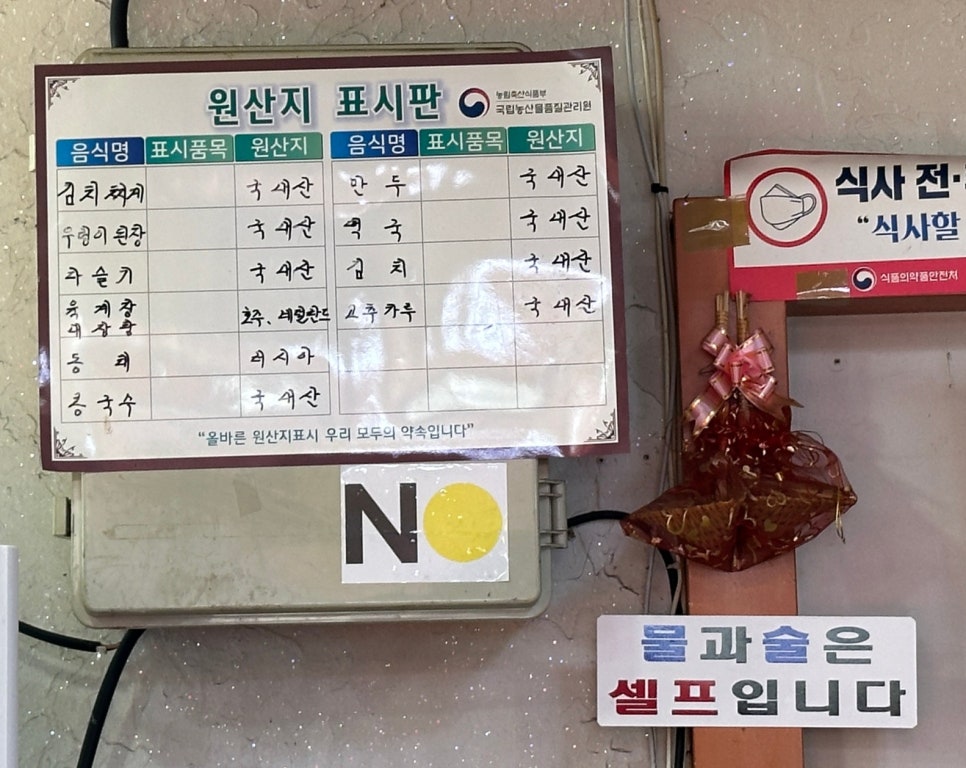 원산지 표시판
농림축산식품부
국립농산물품질관리원
음식명 표시품목 원산지 음식명 표시품목 원산지
김치찌게 국내산 만두 국내산
우렁이된장 국내산 떡국 국내산
다슬기 국내산 김치 국내산
육계장 호주, 네질란드 고추가루 국내산
내장탕
동태 러시아
콩국수 국내산
“올바른 원산지표시 우리 모두의 약속입니다”
NO
식사 전·
“식사할
식품의약품안전처
물과술은
셀프입니다